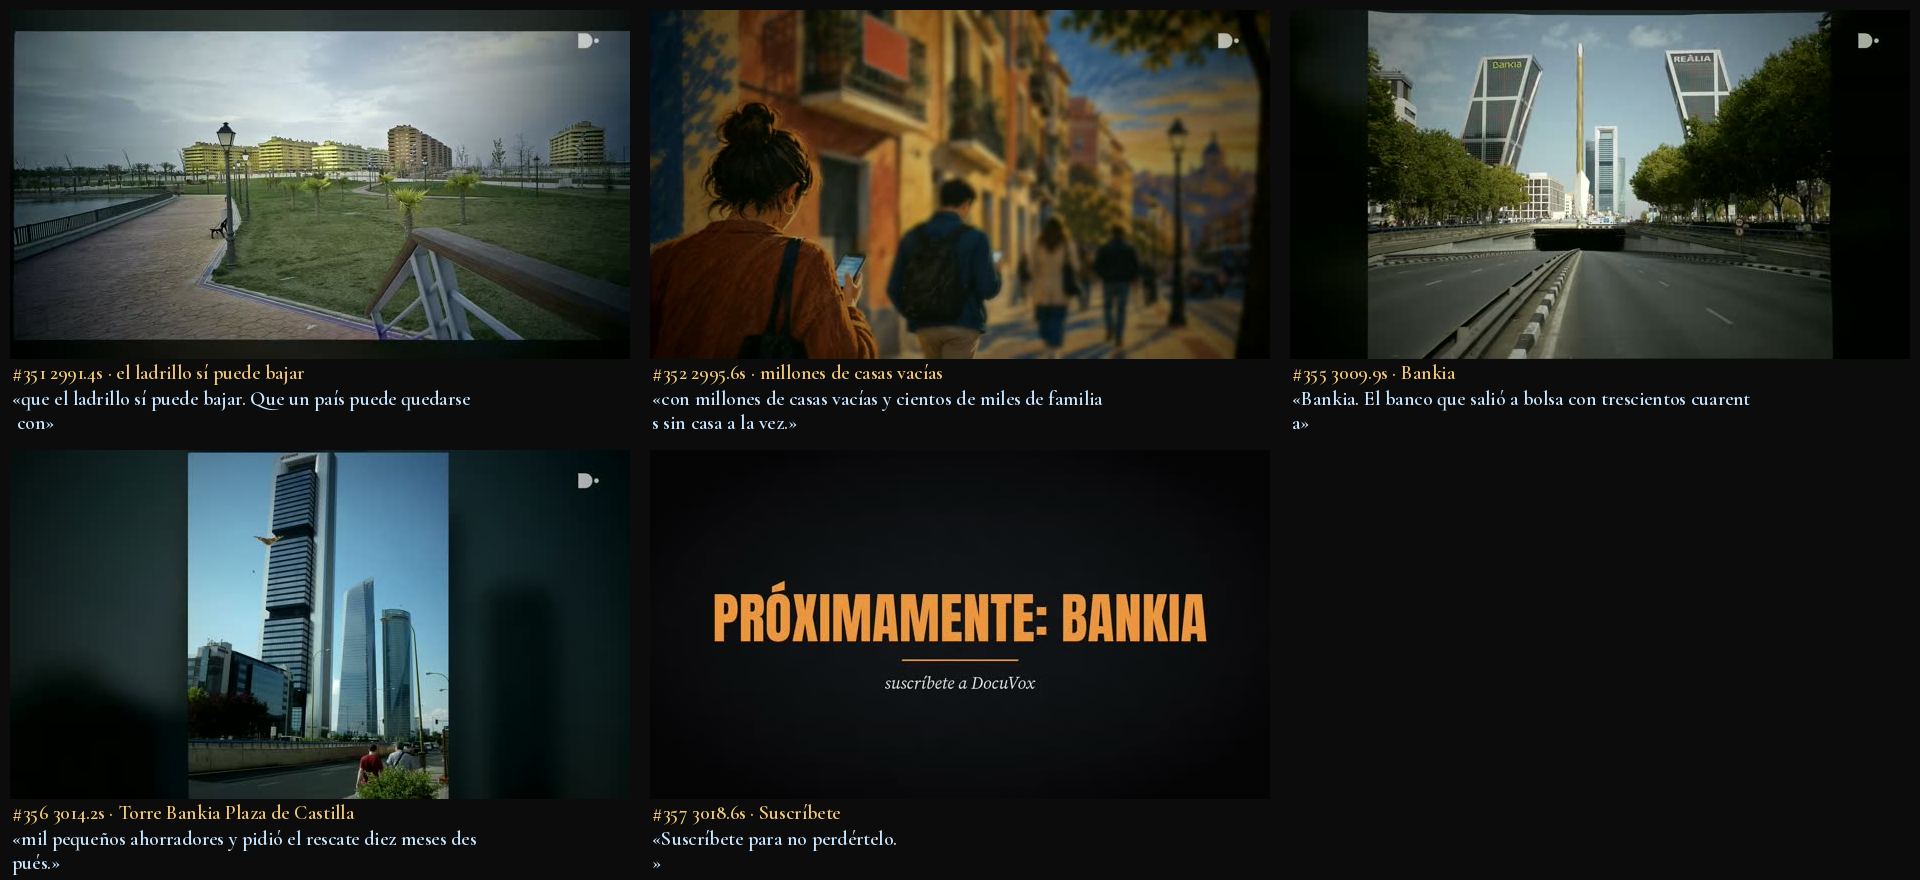 Bankia
REALIA
#351 2991.4s · el ladrillo sí puede bajar
«que el ladrillo sí puede bajar. Que un país puede quedarse
con»
#352 2995.6s · millones de casas vacías
«con millones de casas vacías y cientos de miles de familia
s sin casa a la vez.»
#355 3009.9s · Bankia
«Bankia. El banco que salió a bolsa con trescientos cuarent
a»
PRÓXIMAMENTE: BANKIA
suscríbete a DocuVox
#356 3014.2s · Torre Bankia Plaza de Castilla
«mil pequeños ahorradores y pidió el rescate diez meses des
pués.»
#357 3018.6s · Suscríbete
«Suscríbete para no perdértelo.
»